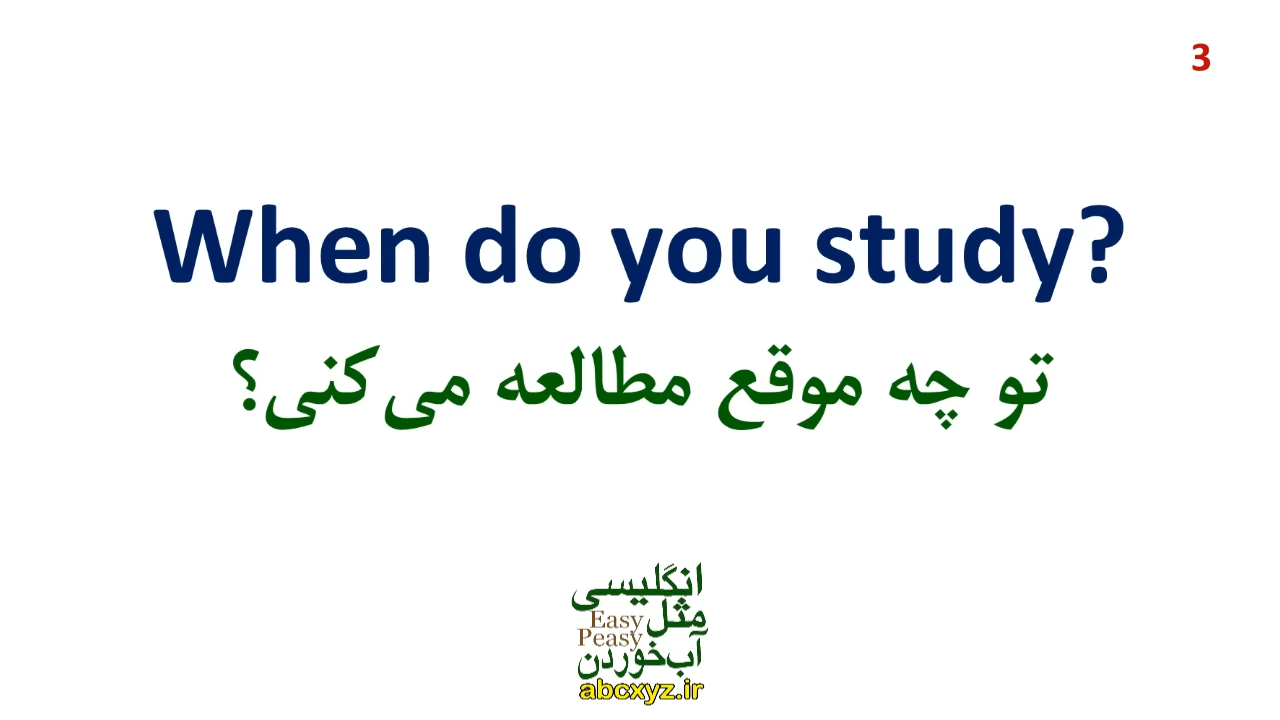 3
When do you study?
تو چه موقع مطالعه می‌کنی؟
انگلیسی
مثل
Easy
Peasy
آب‌خوردن
abcxyz.ir